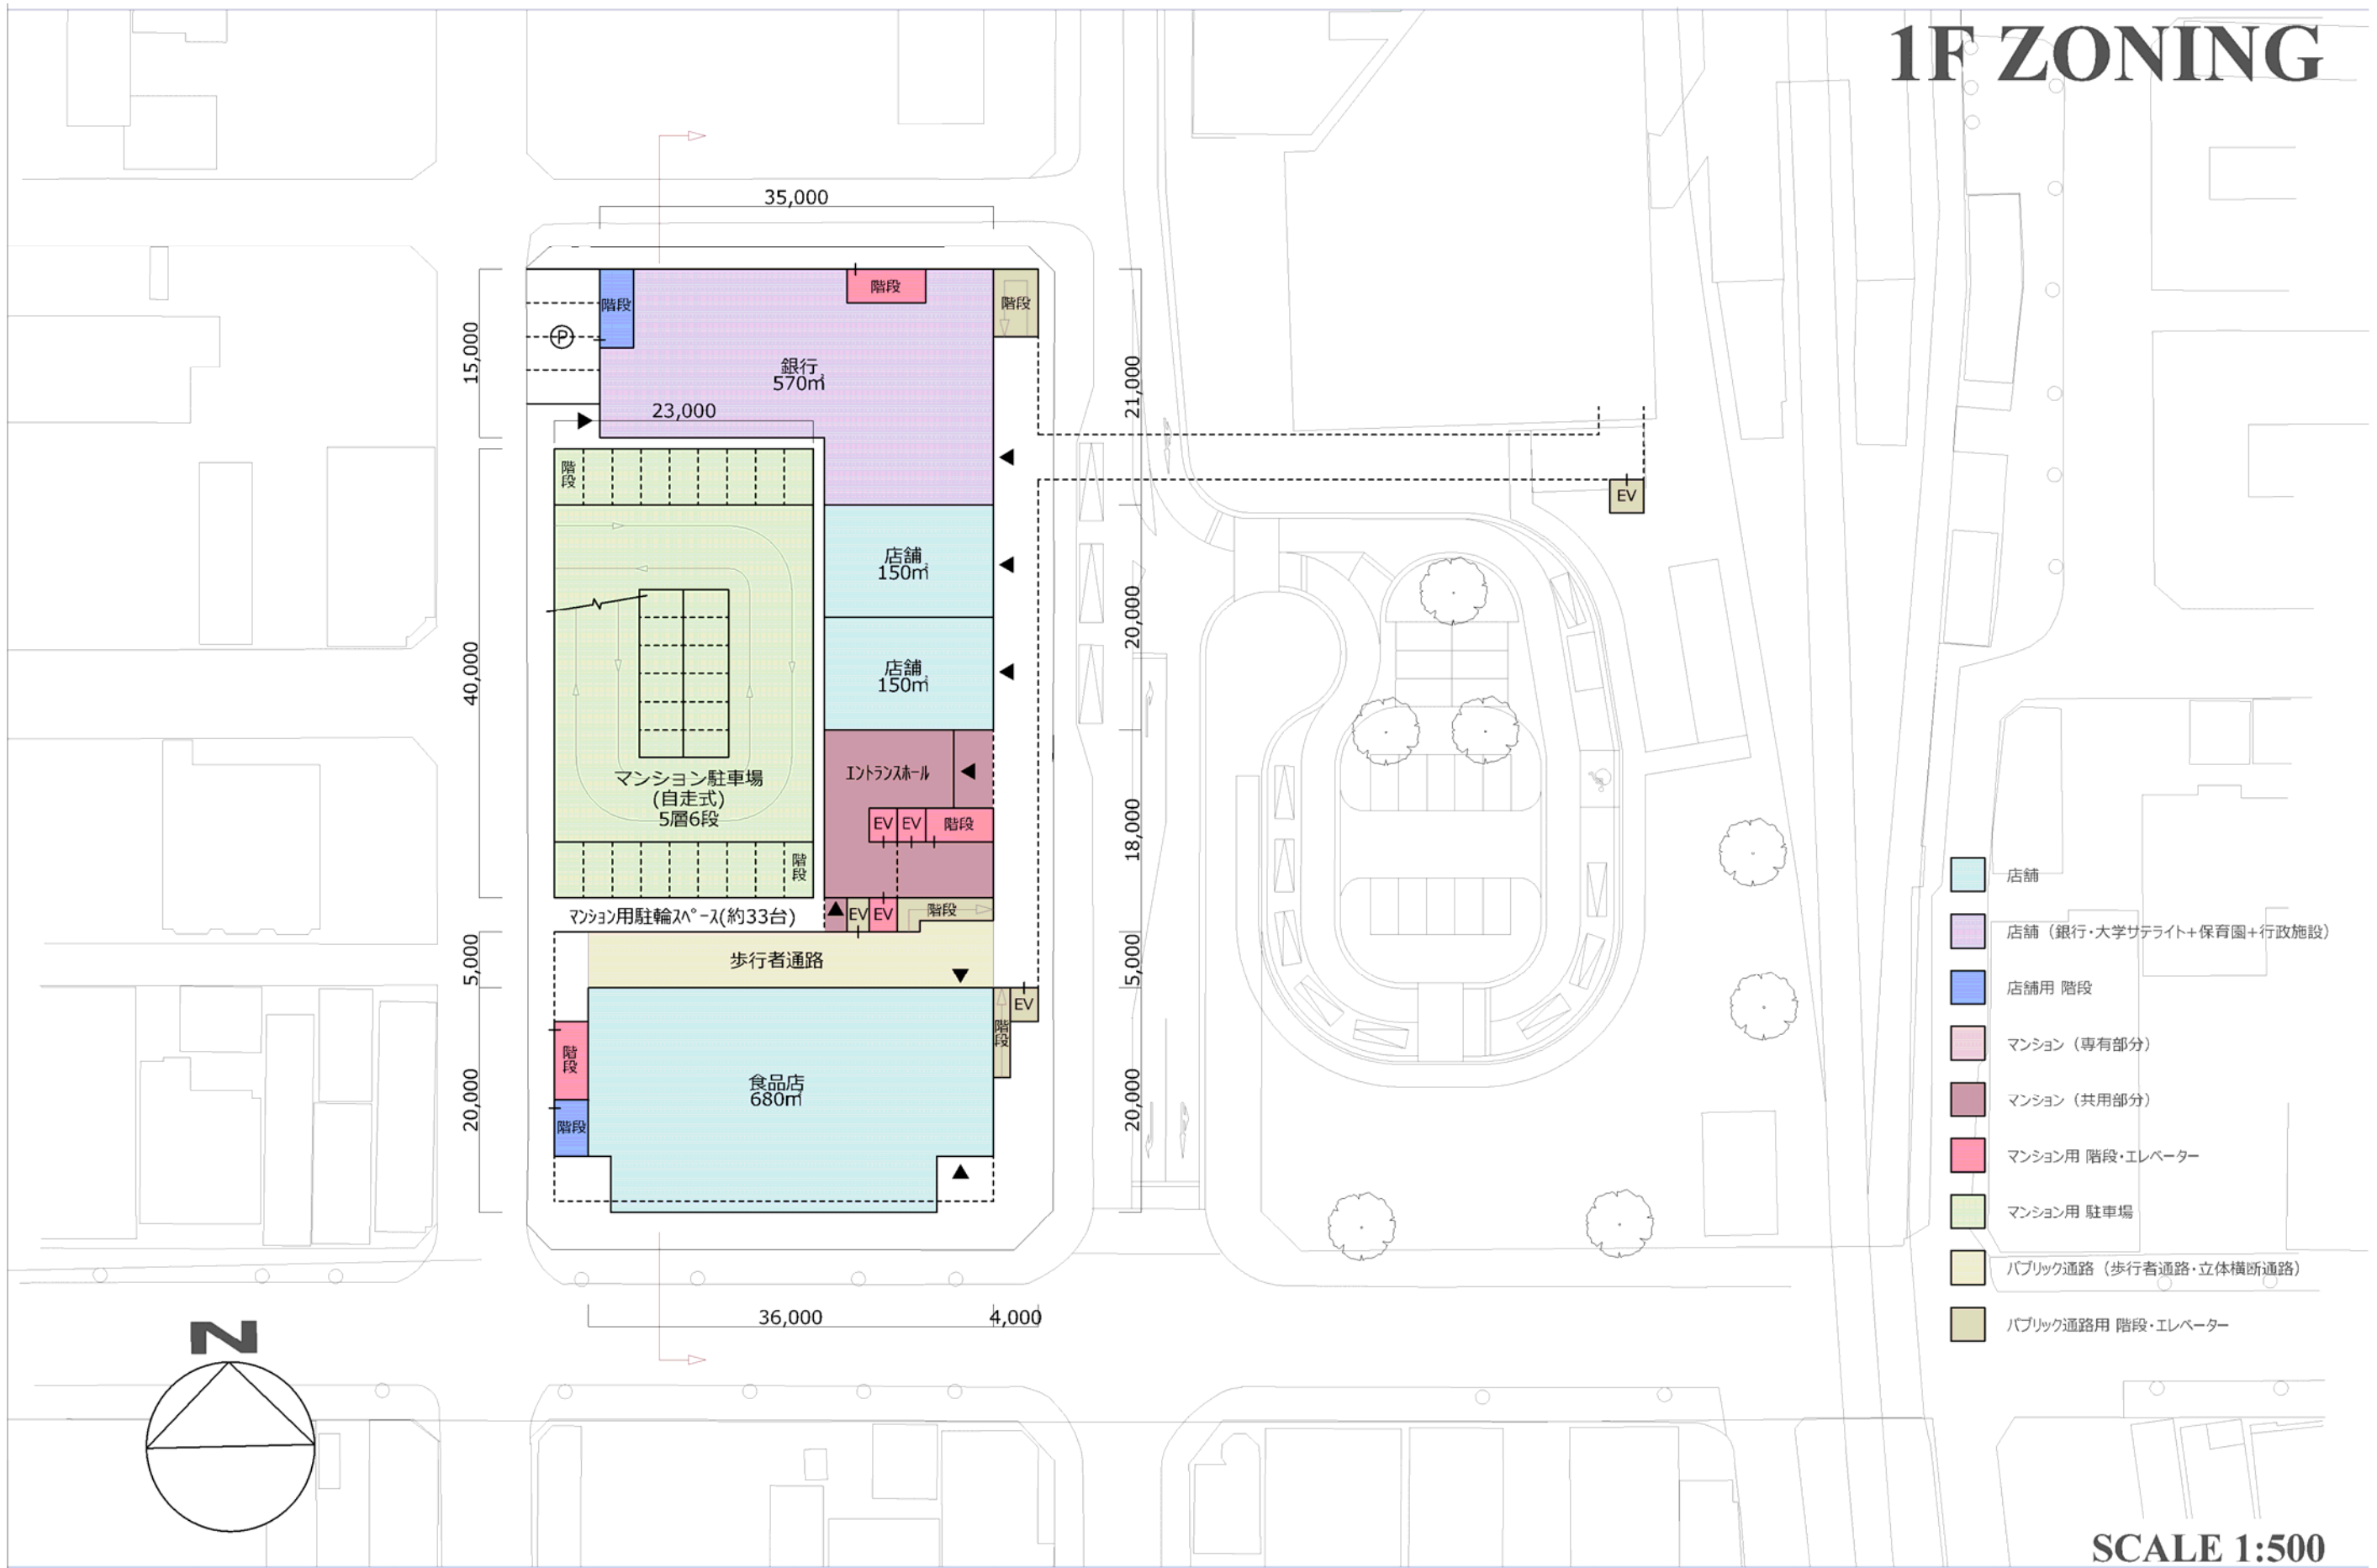 1F ZONING
35,000
階段
階段
階段
15,000
Ⓟ
銀行
570㎡
21,000
23,000
階段
EV
店舗
150㎡
40,000
20,000
店舗
150㎡
エントランスホール
マンション駐車場
(自走式)
5層6段
EV
EV
階段
18,000
階段
マンション用駐輪スペース(約33台)
EV
EV
階段
5,000
歩行者通路
5,000
EV
階段
階段
食品店
680㎡
20,000
20,000
階段
36,000
4,000
店舗
店舗（銀行・大学サテライト+保育園+行政施設）
店舗用 階段
マンション（専有部分）
マンション（共用部分）
マンション用 階段・エレベーター
マンション用 駐車場
パブリック通路（歩行者通路・立体横断通路）
パブリック通路用 階段・エレベーター
N
SCALE 1:500